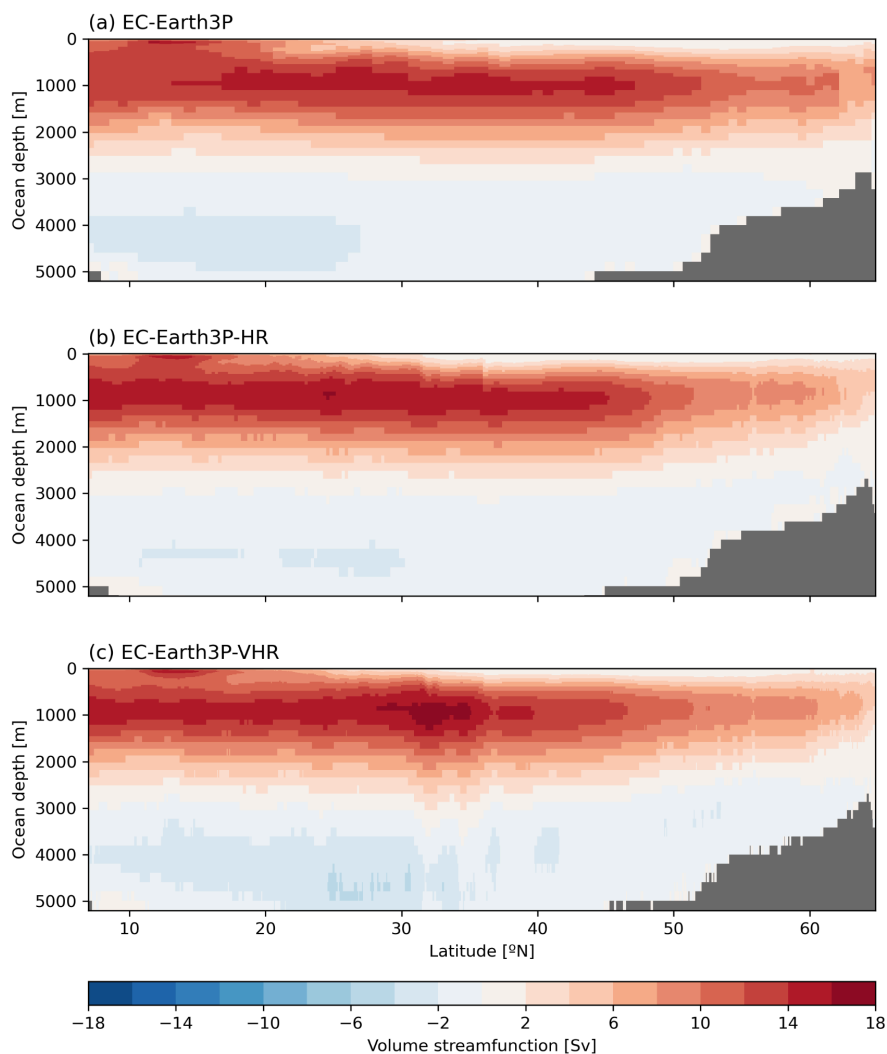 (a) EC-Earth3P
0
1000
2000
3000
4000
5000
Ocean depth [m]
(b) EC-Earth3P-HR
0
1000
2000
3000
4000
5000
Ocean depth [m]
(c) EC-Earth3P-VHR
0
1000
2000
3000
4000
5000
Ocean depth [m]
10 20 30 40 50 60
Latitude [ºN]
−18 −14 −10 −6 −2 2 6 10 14 18
Volume streamfunction [Sv]